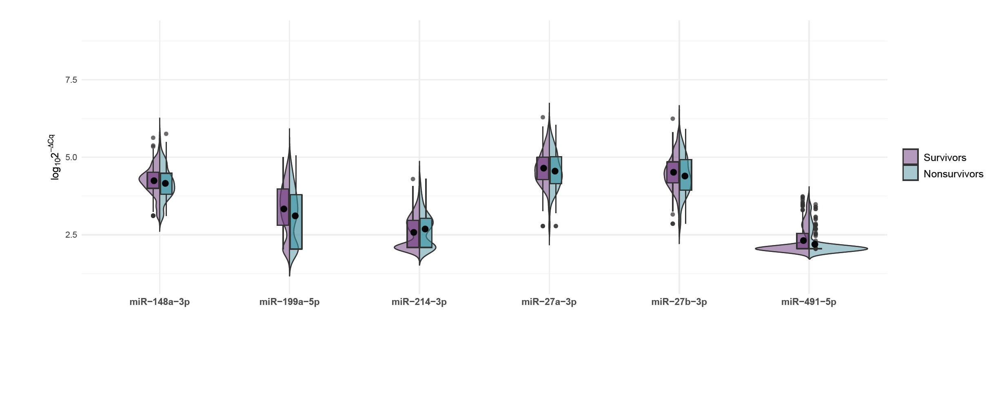 7.5
5.0
2.5
log₁₀2⁻ΔCq
miR−148a−3p
miR−199a−5p
miR−214−3p
miR−27a−3p
miR−27b−3p
miR−491−5p
Survivors
Nonsurvivors